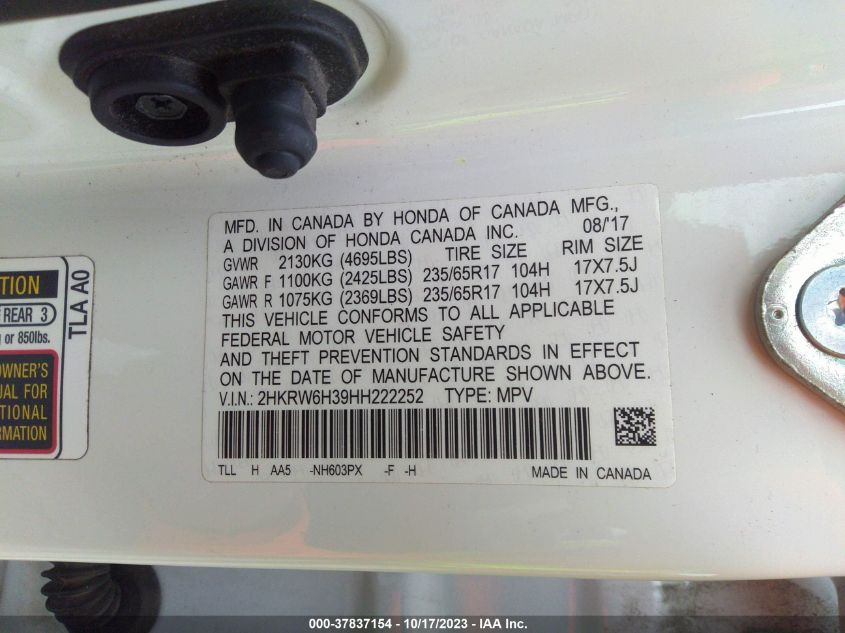 MFD. IN CANADA BY HONDA OF CANADA MFG.,
A DIVISION OF HONDA CANADA INC. 08/'17
GVWR 2130KG (4695LBS) TIRE SIZE RIM SIZE
GAWR F 1100KG (2425LBS) 235/65R17 104H 17X7.5J
GAWR R 1075KG (2369LBS) 235/65R17 104H 17X7.5J
THIS VEHICLE CONFORMS TO ALL APPLICABLE
FEDERAL MOTOR VEHICLE SAFETY
AND THEFT PREVENTION STANDARDS IN EFFECT
ON THE DATE OF MANUFACTURE SHOWN ABOVE.
V.I.N.: 2HKRW6H39HH222252 TYPE: MPV
TLL H AA5 -NH603PX -F -H MADE IN CANADA
TION
REAR 3
or 850lbs.
OWNER'S
UAL FOR
TIONAL
RMATION
TLA A0
000-37837154 - 10/17/2023 - IAA Inc.